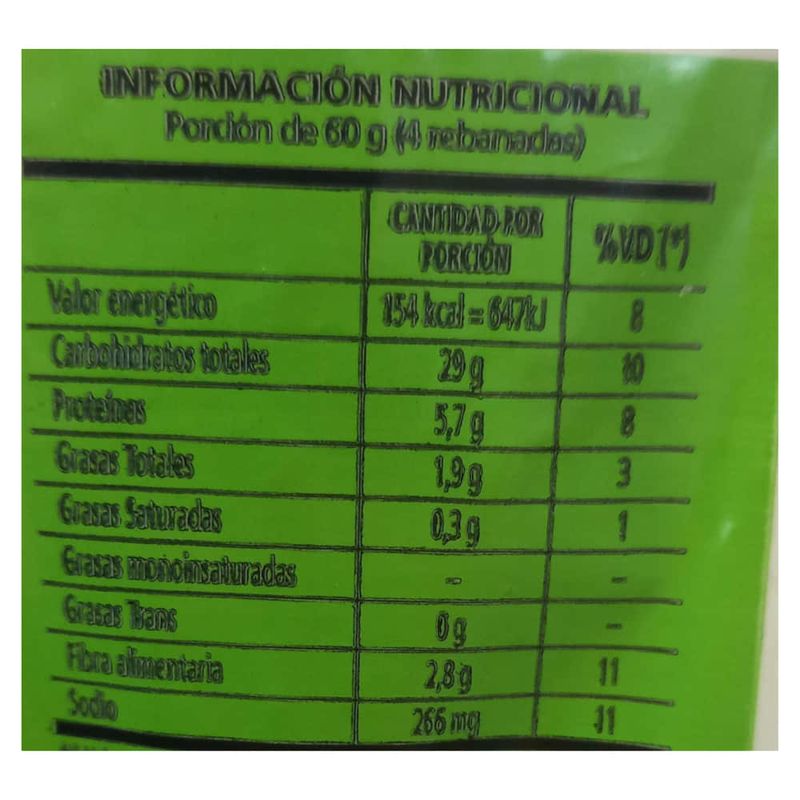 INFORMACIÓN NUTRICIONAL
Porción de 60 g (4 rebanadas)
CANTIDAD POR PORCIÓN %VD (*)
Valor energético 154 kcal = 647kJ 8
Carbohidratos totales 29 g 10
Proteínas 5,7 g 8
Grasas Totales 1,9 g 3
Grasas Saturadas 0,3 g 1
Grasas monoinsaturadas - -
Grasas Trans 0 g -
Fibra alimentaria 2,8 g 11
Sodio 266 mg 11